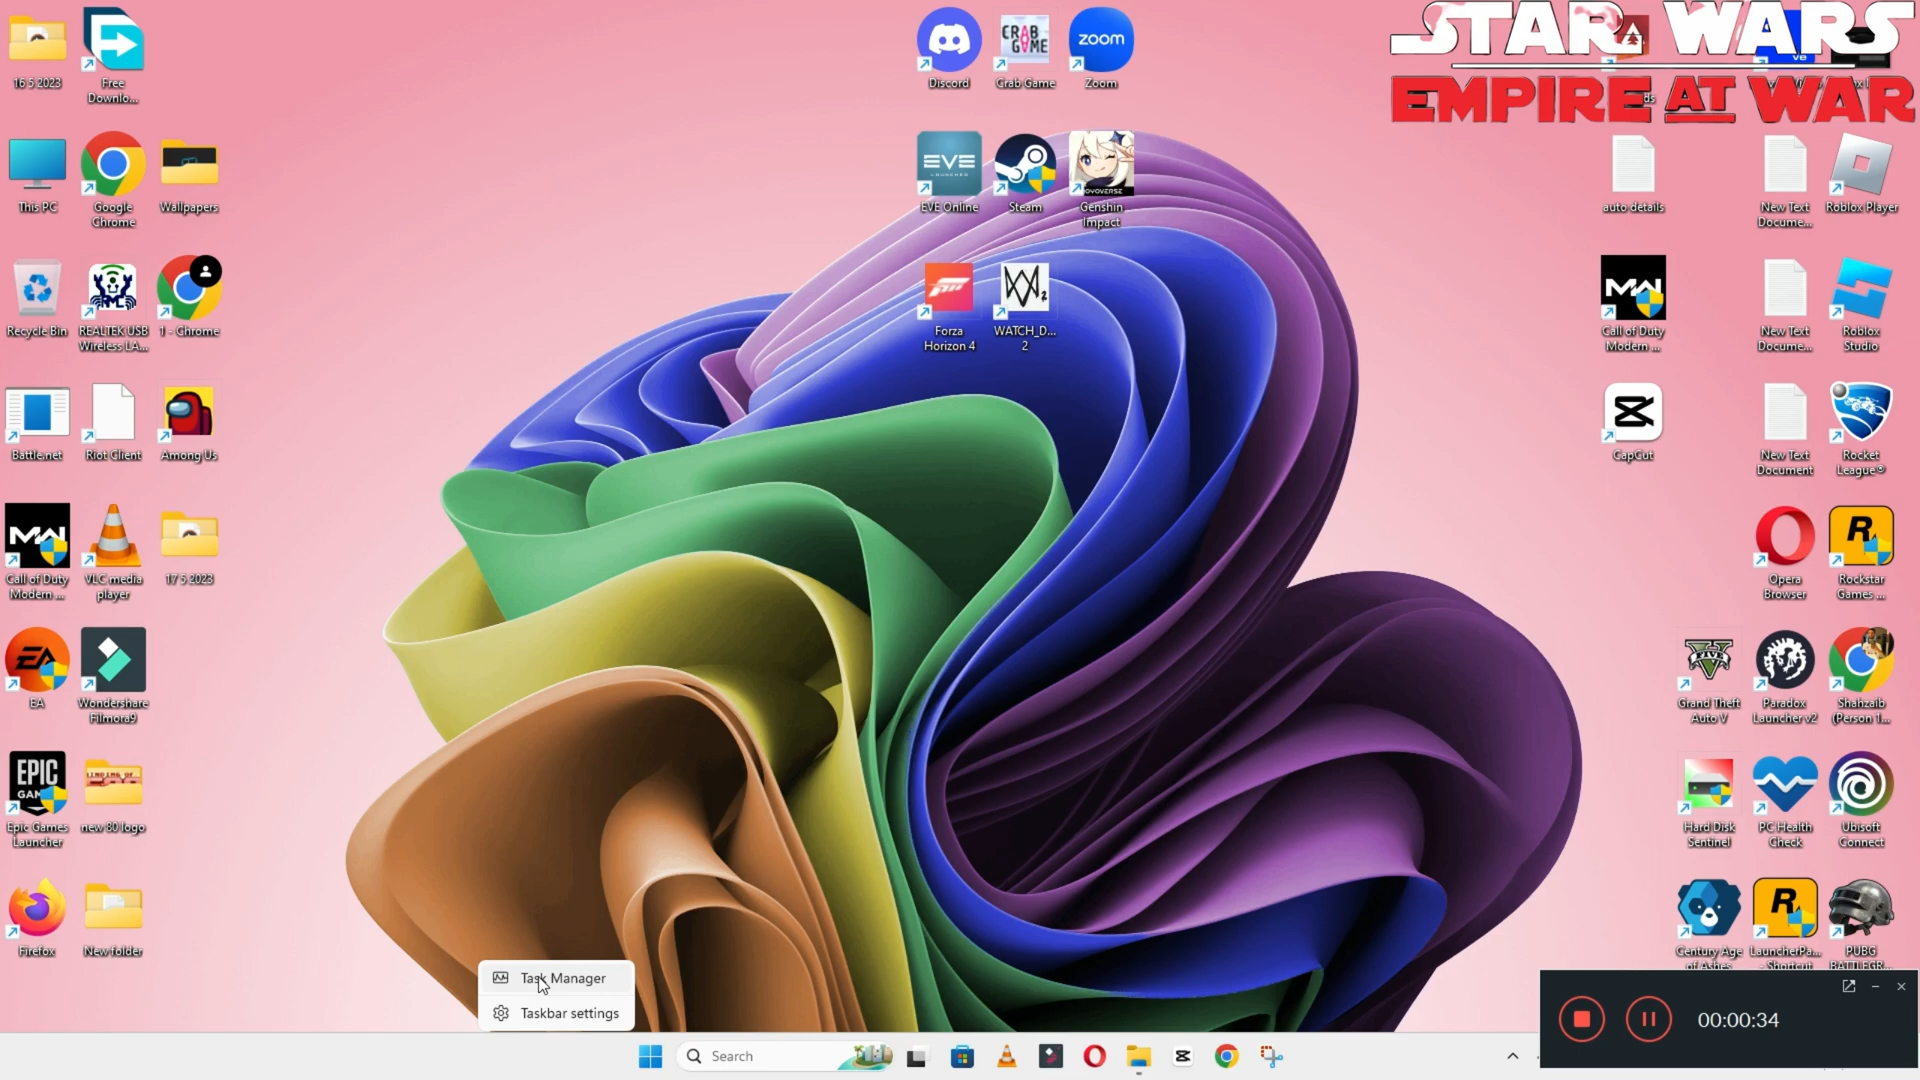 STAR WARS
EMPIRE AT WAR
16 5 2023
Free
Downlo...
This PC
Google
Chrome
Wallpapers
Recycle Bin
REALTEK USB
Wireless LA...
1 - Chrome
Battle.net
Riot Client
Among Us
Call of Duty
Modern ...
VLC media
player
17 5 2023
EA
Wondershare
Filmora9
EPIC
Epic Games
Launcher
new 80 logo
Firefox
New folder
Discord
CRAB
GAME
Crab Game
zoom
Zoom
EVE
EVE Online
Steam
Genshin
Impact
Forza
Horizon 4
WATCH_D...
2
auto details
New Text
Docume...
Roblox Player
Call of Duty
Modern ...
New Text
Docume...
Roblox
Studio
CapCut
New Text
Document
Rocket
League®
Opera
Browser
Rockstar
Games ...
Grand Theft
Auto V
Paradox
Launcher v2
Shahzaib
(Person 1...
Hard Disk
Sentinel
PC Health
Check
Ubisoft
Connect
Century Age
of Ashes
LauncherPa...
- Shortcut
PUBG
BATTLEGR...
Task Manager
Taskbar settings
Search
00:00:34